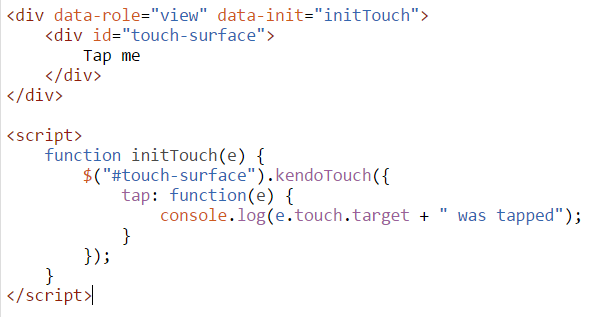 <div data-role="view" data-init="initTouch">
    <div id="touch-surface">
        Tap me
    </div>
</div>

<script>
    function initTouch(e) {
        $("#touch-surface").kendoTouch({
            tap: function(e) {
                console.log(e.touch.target + " was tapped");
            }
        });
    }
</script>